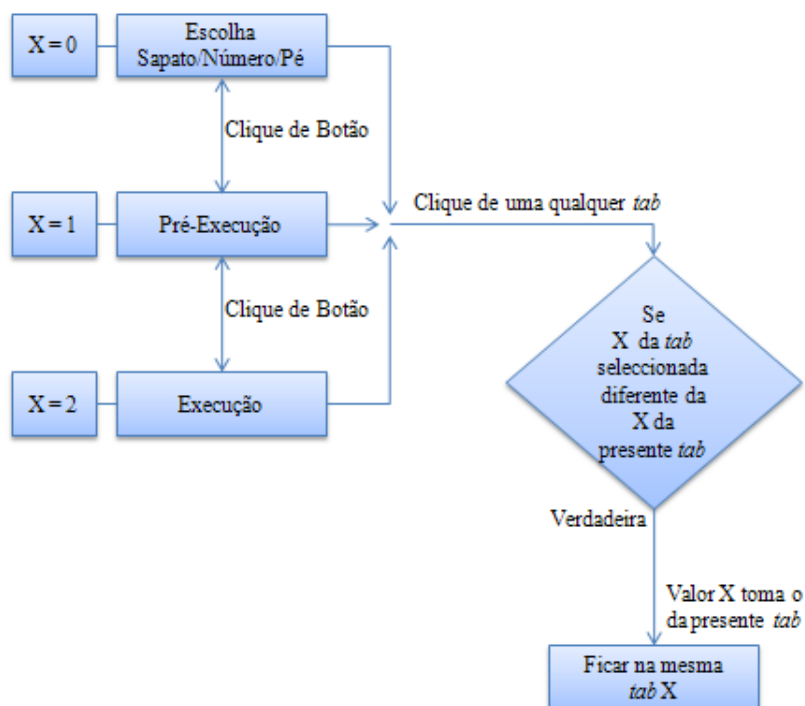 X = 0
Escolha
Sapato/Número/Pé
Clique de Botão
X = 1
Pré-Execução
Clique de uma qualquer tab
Clique de Botão
X = 2
Execução
Se
X da tab
seleccionada
diferente da
X da
presente tab
Verdadeira
Valor X toma o
da presente tab
Ficar na mesma
tab X